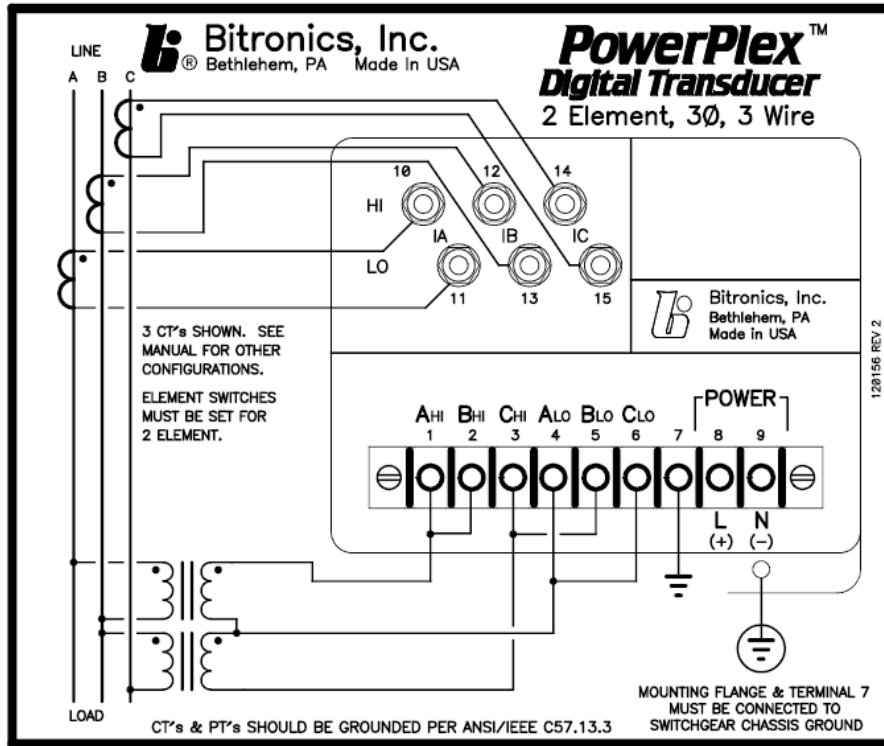 LINE
A B C
® Bitronics, Inc.
Bethlehem, PA Made In USA
PowerPlex™
Digital Transducer
2 Element, 3Ø, 3 Wire
10 12 14
HI
IA IB IC
LO
11 13 15
Bitronics, Inc.
Bethlehem, PA
Made in USA
120156 REV 2
3 CT's SHOWN. SEE
MANUAL FOR OTHER
CONFIGURATIONS.
ELEMENT SWITCHES
MUST BE SET FOR
2 ELEMENT.
POWER
AHI BHI CHI ALO BLO CLO
1 2 3 4 5 6 7 8 9
L N
(+) (-)
LOAD
CT's & PT's SHOULD BE GROUNDED PER ANSI/IEEE C57.13.3
MOUNTING FLANGE & TERMINAL 7
MUST BE CONNECTED TO
SWITCHGEAR CHASSIS GROUND